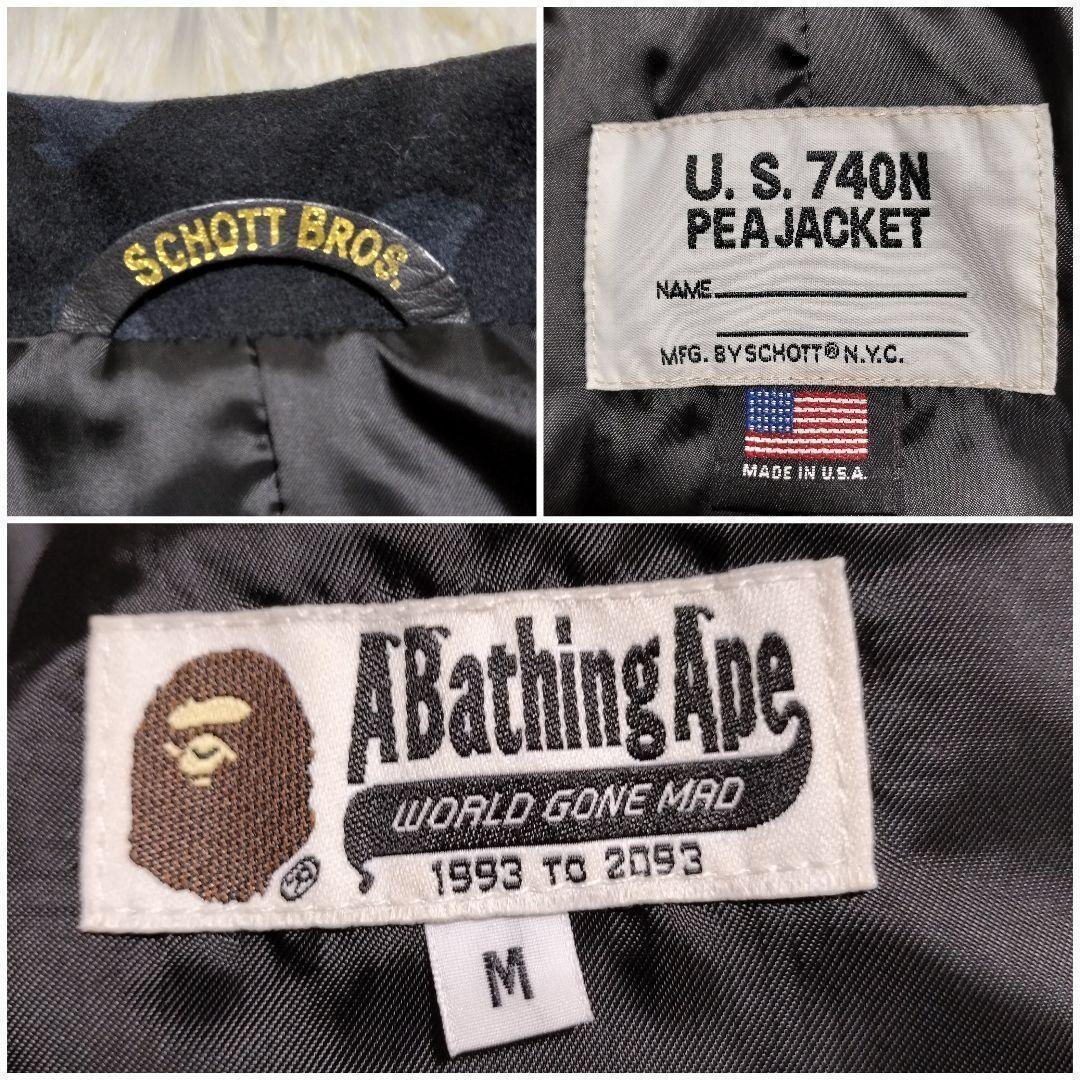 SCHOTT BROS.
U. S. 740N
PEA JACKET
NAME
MFG. BY SCHOTT® N.Y.C.
MADE IN U.S.A.
A Bathing Ape
WORLD GONE MAD
®
1993 TO 2093
M